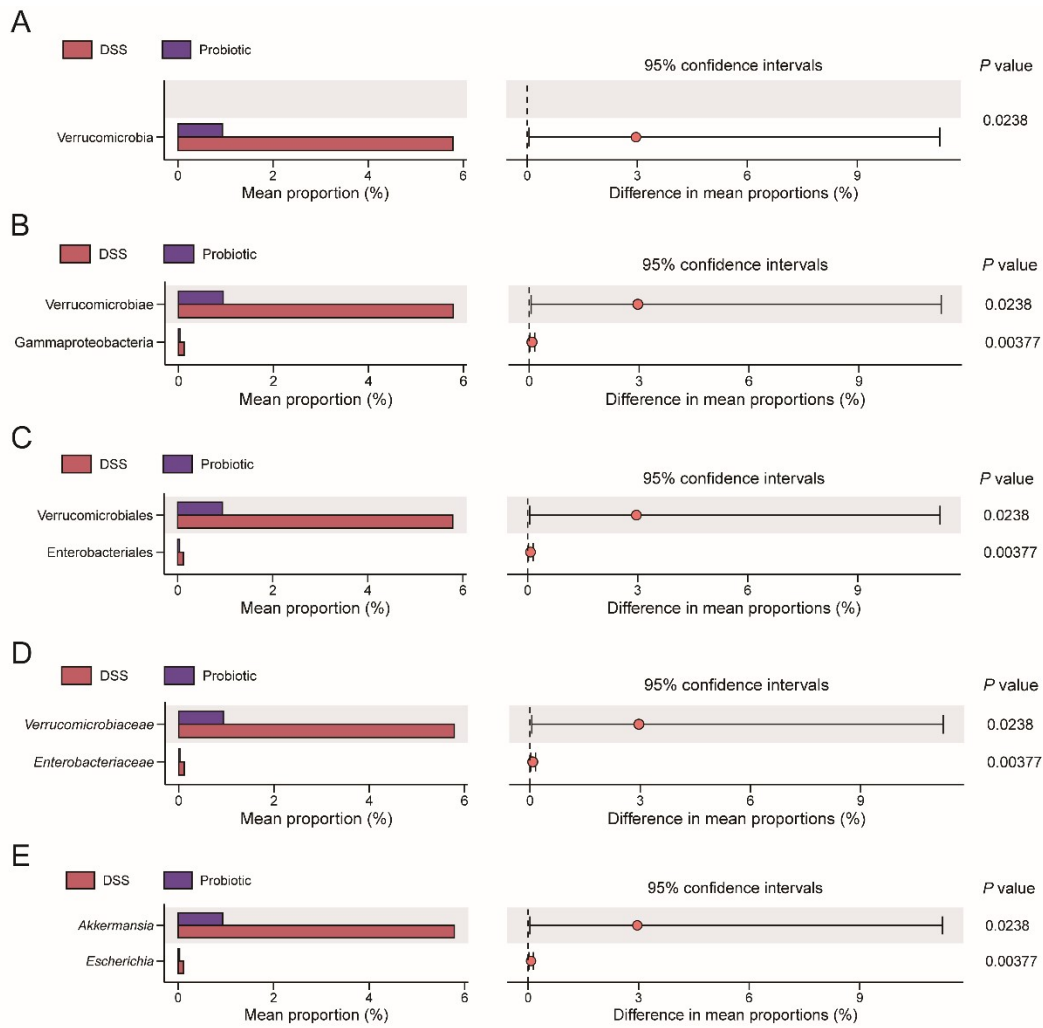 A
DSS Probiotic
95% confidence intervals
P value
0.0238
Verrucomicrobia
0 2 4 6 0 3 6 9
Mean proportion (%) Difference in mean proportions (%)
B
DSS Probiotic
95% confidence intervals P value
Verrucomicrobiae 0.0238
Gammaproteobacteria 0.00377
0 2 4 6 0 3 6 9
Mean proportion (%) Difference in mean proportions (%)
C
DSS Probiotic
95% confidence intervals P value
Verrucomicrobiales 0.0238
Enterobacteriales 0.00377
0 2 4 6 0 3 6 9
Mean proportion (%) Difference in mean proportions (%)
D
DSS Probiotic
95% confidence intervals P value
Verrucomicrobiaceae 0.0238
Enterobacteriaceae 0.00377
0 2 4 6 0 3 6 9
Mean proportion (%) Difference in mean proportions (%)
E
DSS Probiotic
95% confidence intervals P value
Akkermansia 0.0238
Escherichia 0.00377
0 2 4 6 0 3 6 9
Mean proportion (%) Difference in mean proportions (%)